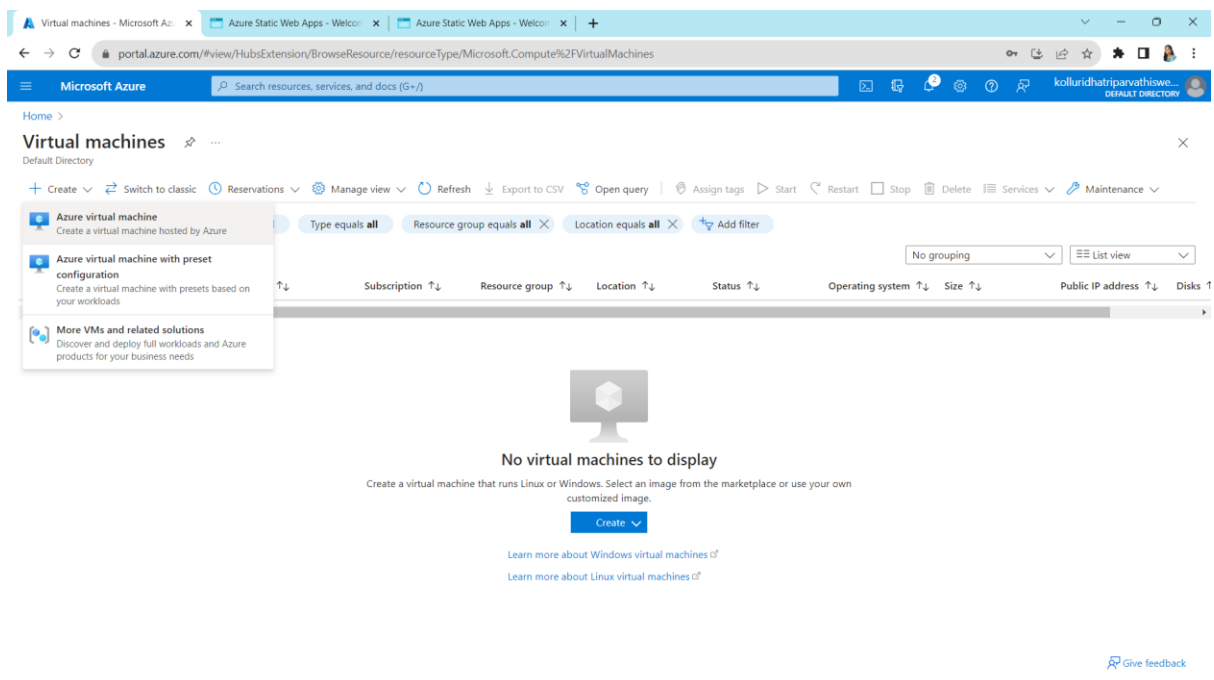 Virtual machines - Microsoft Az
Azure Static Web Apps - Welcom
Azure Static Web Apps - Welcom
portal.azure.com/#view/HubsExtension/BrowseResource/resourceType/Microsoft.Compute%2FVirtualMachines
Microsoft Azure
Search resources, services, and docs (G+/)
2
kolluridhatriparvathiswe...
DEFAULT DIRECTORY
Home >
Virtual machines ...
Default Directory
+ Create Switch to classic Reservations Manage view Refresh Export to CSV Open query Assign tags Start Restart Stop Delete Services Maintenance
Azure virtual machine
Create a virtual machine hosted by Azure
Azure virtual machine with preset
configuration
Create a virtual machine with presets based on
your workloads
More VMs and related solutions
Discover and deploy full workloads and Azure
products for your business needs
Type equals all Resource group equals all Location equals all Add filter
No grouping List view
Subscription Resource group Location Status Operating system Size Public IP address Disks
No virtual machines to display
Create a virtual machine that runs Linux or Windows. Select an image from the marketplace or use your own
customized image.
Create
Learn more about Windows virtual machines
Learn more about Linux virtual machines
Give feedback